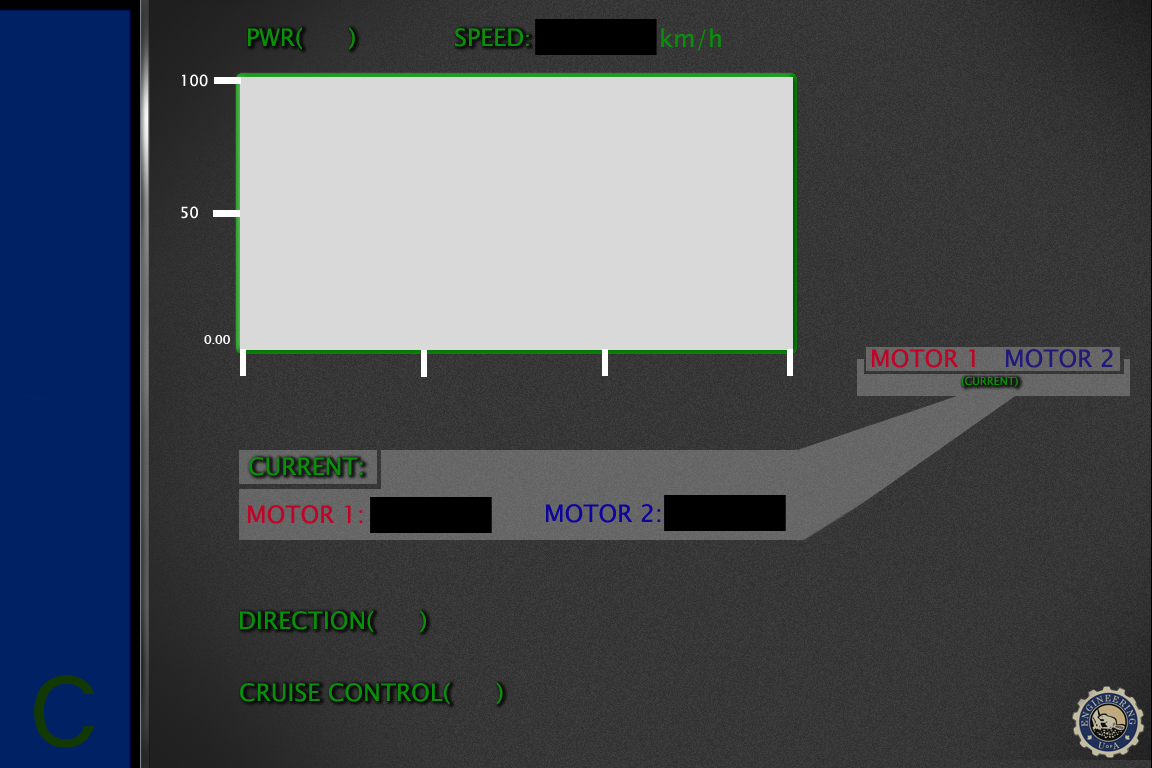 PWR( )
SPEED: km/h
100
50
0.00
MOTOR 1 MOTOR 2
(CURRENT)
CURRENT:
MOTOR 1: MOTOR 2:
DIRECTION( )
CRUISE CONTROL( )
C
ENGINEERING
U of A